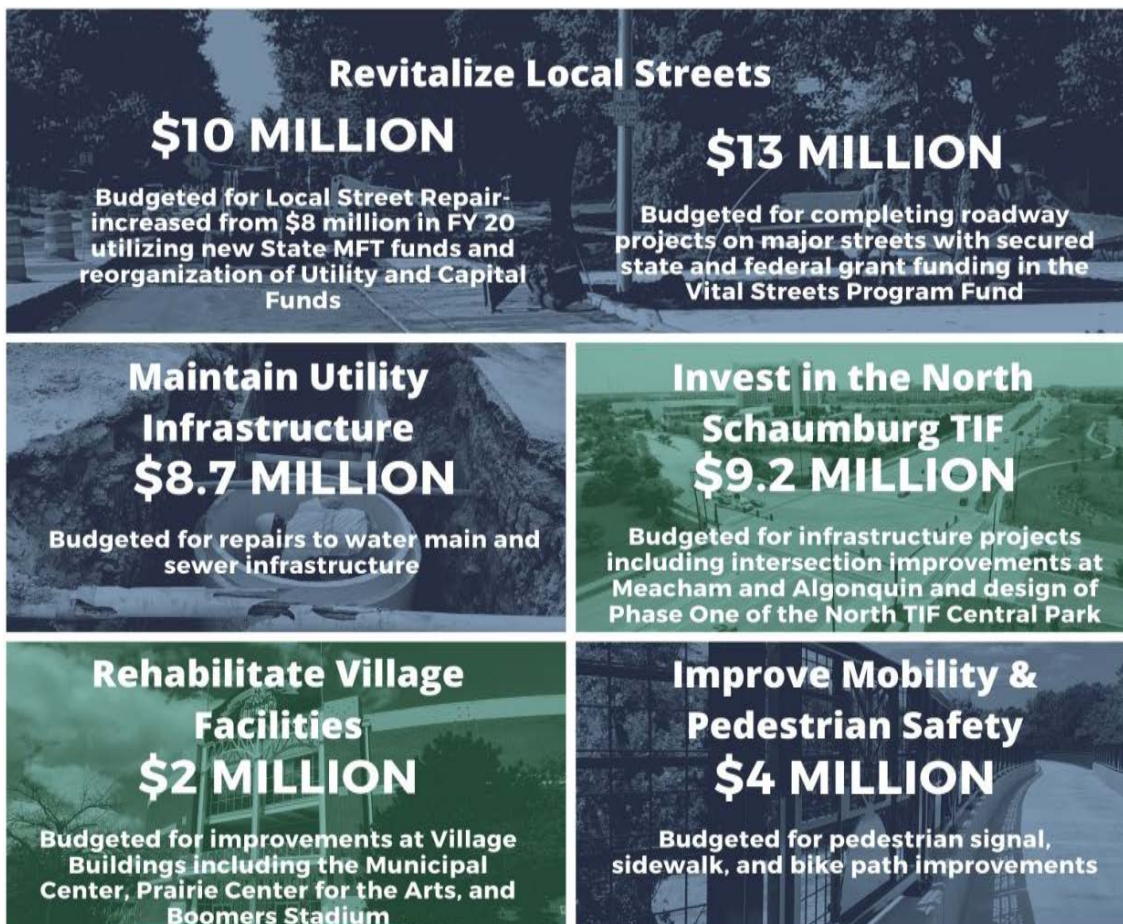 Revitalize Local Streets
$10 MILLION
Budgeted for Local Street Repair-
increased from $8 million in FY 20
utilizing new State MFT funds and
reorganization of Utility and Capital
Funds
$13 MILLION
Budgeted for completing roadway
projects on major streets with secured
state and federal grant funding in the
Vital Streets Program Fund
Maintain Utility
Infrastructure
$8.7 MILLION
Budgeted for repairs to water main and
sewer infrastructure
Invest in the North
Schaumburg TIF
$9.2 MILLION
Budgeted for infrastructure projects
including intersection improvements at
Meacham and Algonquin and design of
Phase One of the North TIF Central Park
Rehabilitate Village
Facilities
$2 MILLION
Budgeted for improvements at Village
Buildings including the Municipal
Center, Prairie Center for the Arts, and
Boomers Stadium
Improve Mobility &
Pedestrian Safety
$4 MILLION
Budgeted for pedestrian signal,
sidewalk, and bike path improvements